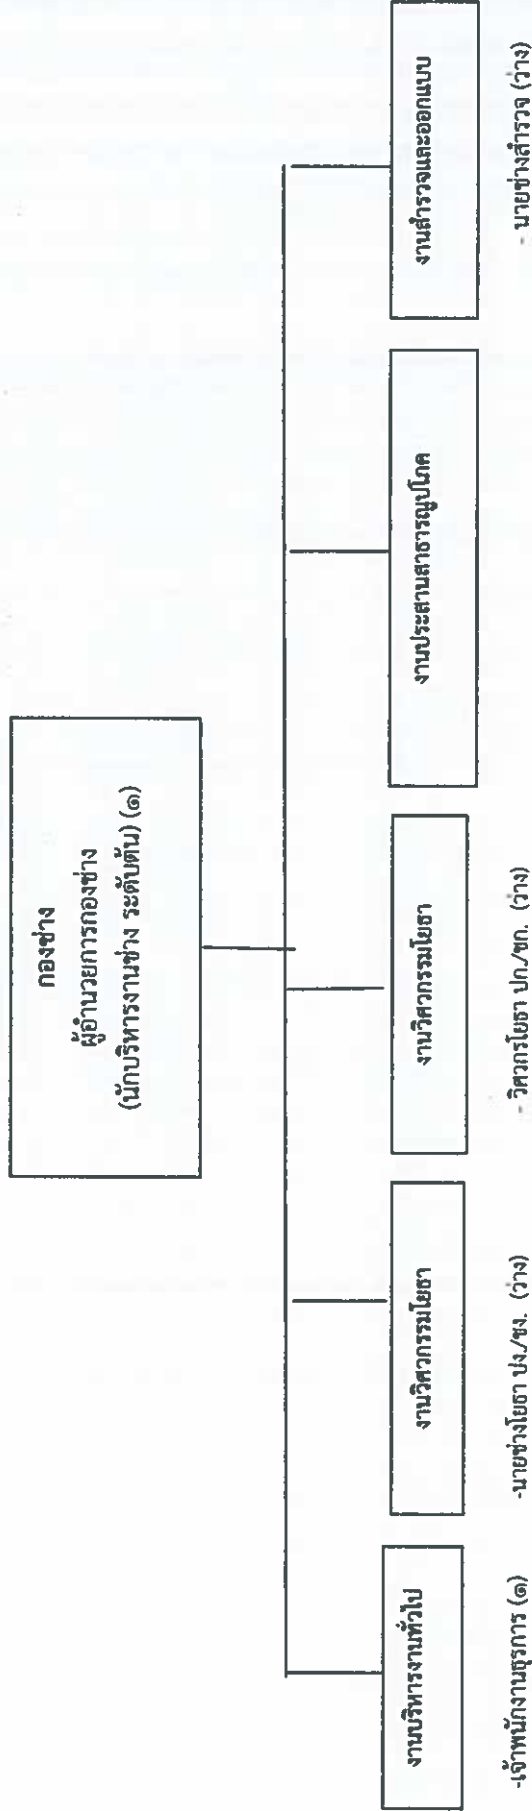 กองช่าง
ผู้อำนวยการกองช่าง
(นักบริหารงานช่าง ระดับต้น) (๑)
งานบริหารงานทั่วไป
งานวิศวกรรมโยธา
งานวิศวกรรมโยธา
งานประสานสาธารณูปโภค
งานสำรวจและออกแบบ
-เจ้าพนักงานธุรการ (๑)
-นายช่างโยธา ปง./ชง. (ว่าง)
- วิศวกรโยธา ปก./ชก. (ว่าง)
- นายช่างสำรวจ (ว่าง)